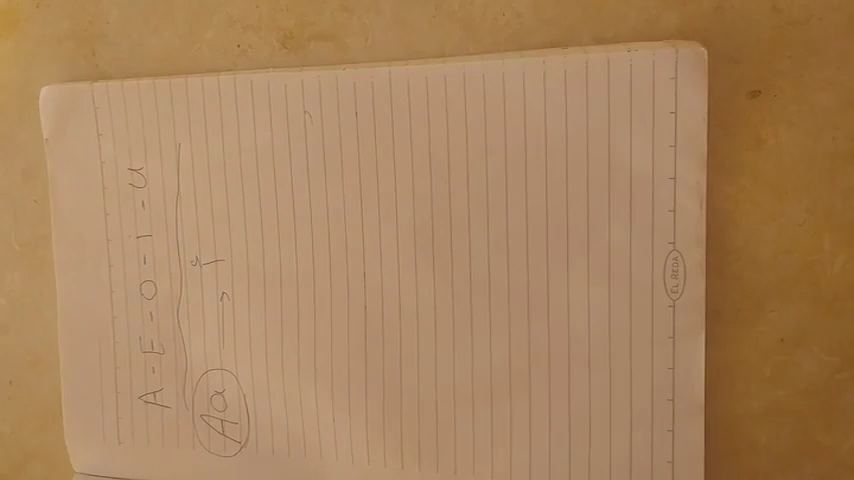 A - E - O - I - U
Aa → أ
EL REDA